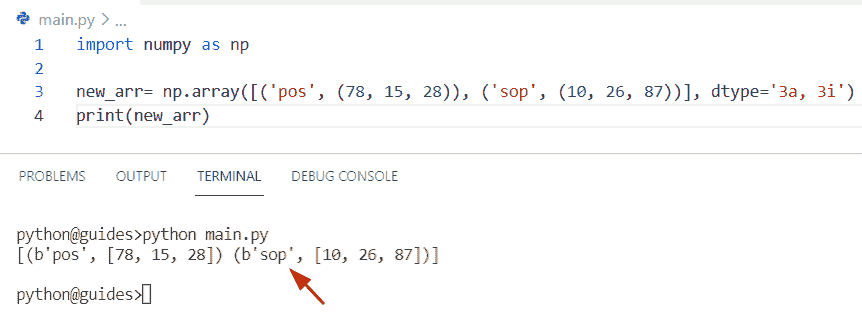 main.py > ...
1 import numpy as np
2
3 new_arr= np.array([('pos', (78, 15, 28)), ('sop', (10, 26, 87))], dtype='3a, 3i')
4 print(new_arr)
PROBLEMS OUTPUT TERMINAL DEBUG CONSOLE
python@guides>python main.py
[(b'pos', [78, 15, 28]) (b'sop', [10, 26, 87])]
python@guides>